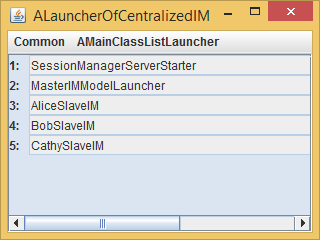 ALauncherOfCentralizedIM
Common AMainClassListLauncher
1: SessionManagerServerStarter
2: MasterIMModelLauncher
3: AliceSlaveIM
4: BobSlaveIM
5: CathySlaveIM